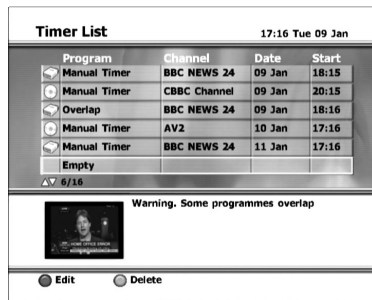 Timer List 17:16 Tue 09 Jan
Program Channel Date Start
Manual Timer BBC NEWS 24 09 Jan 18:15
Manual Timer CBBC Channel 09 Jan 20:15
Overlap BBC NEWS 24 09 Jan 18:16
Manual Timer AV2 10 Jan 17:16
Manual Timer BBC NEWS 24 11 Jan 17:16
Empty
6/16
Warning. Some programmes overlap
HOME OFFICE ERROR
Edit Delete